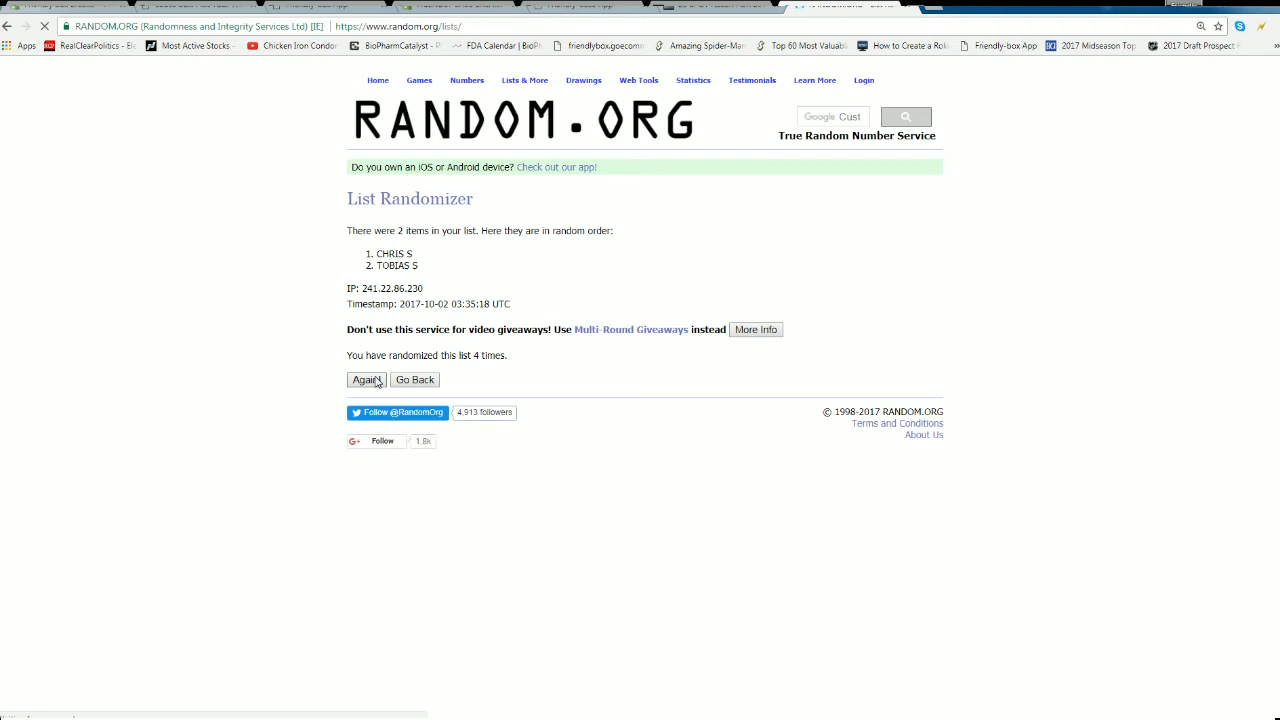 RANDOM.ORG (Randomness and Integrity Services Ltd) [IE] https://www.random.org/lists/
Apps RealClearPolitics - Ele Most Active Stocks - Chicken Iron Condor BioPharmCatalyst - P FDA Calendar | BioPh friendlybox.goecomm Amazing Spider-Man Top 60 Most Valuabl How to Create a Rok Friendly-box App 2017 Midseason Top 2017 Draft Prospect F »
Home Games Numbers Lists & More Drawings Web Tools Statistics Testimonials Learn More Login
RANDOM.ORG
Google Cust
True Random Number Service
Do you own an iOS or Android device? Check out our app!
List Randomizer
There were 2 items in your list. Here they are in random order:
1. CHRIS S
2. TOBIAS S
IP: 241.22.86.230
Timestamp: 2017-10-02 03:35:18 UTC
Don't use this service for video giveaways! Use Multi-Round Giveaways instead More Info
You have randomized this list 4 times.
Again! Go Back
Follow @RandomOrg 4,913 followers
© 1998-2017 RANDOM.ORG
Terms and Conditions
About Us
G+ Follow 1.8k